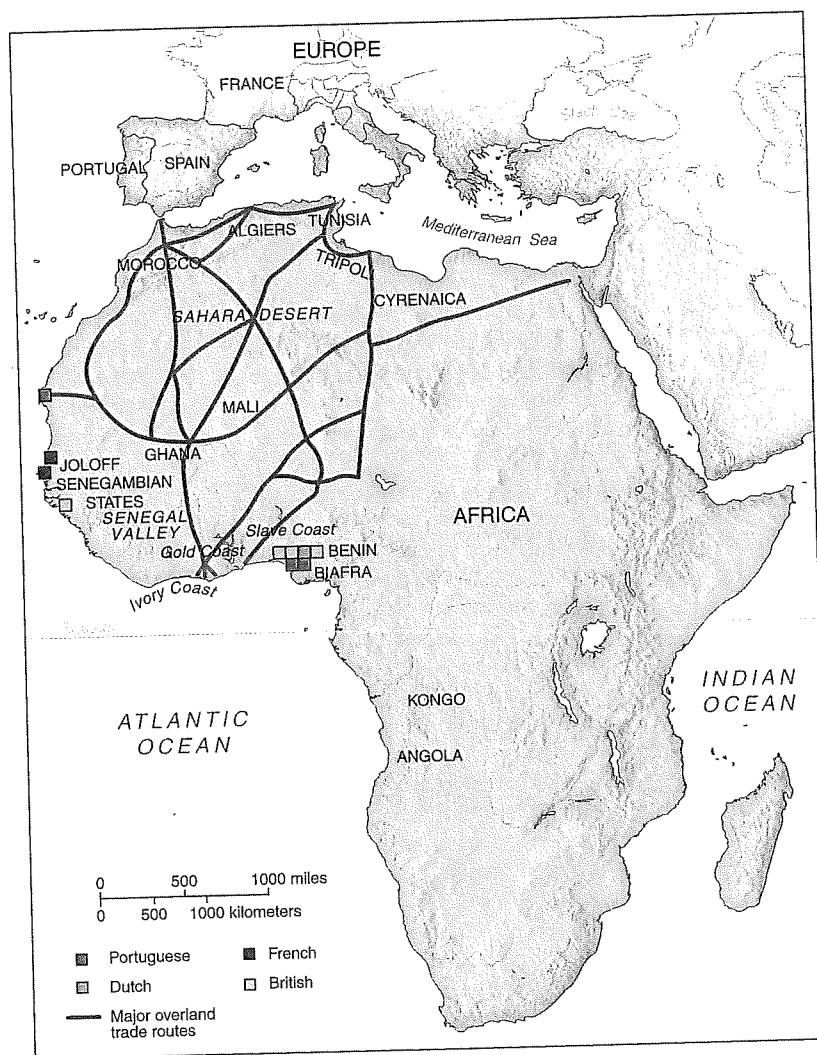 EUROPE
FRANCE
Black Sea
PORTUGAL
SPAIN
Mediterranean Sea
ALGIERS
TUNISIA
MOROCCO
TRIPOLI
CYRENAICA
SAHARA DESERT
MALI
GHANA
JOLOFF
SENEGAMBIAN
STATES
SENEGAL
VALLEY
AFRICA
Slave Coast
Gold Coast
BENIN
BIAFRA
Ivory Coast
KONGO
ANGOLA
ATLANTIC
OCEAN
INDIAN
OCEAN
0 500 1000 miles
0 500 1000 kilometers
Portuguese
French
Dutch
British
Major overland
trade routes